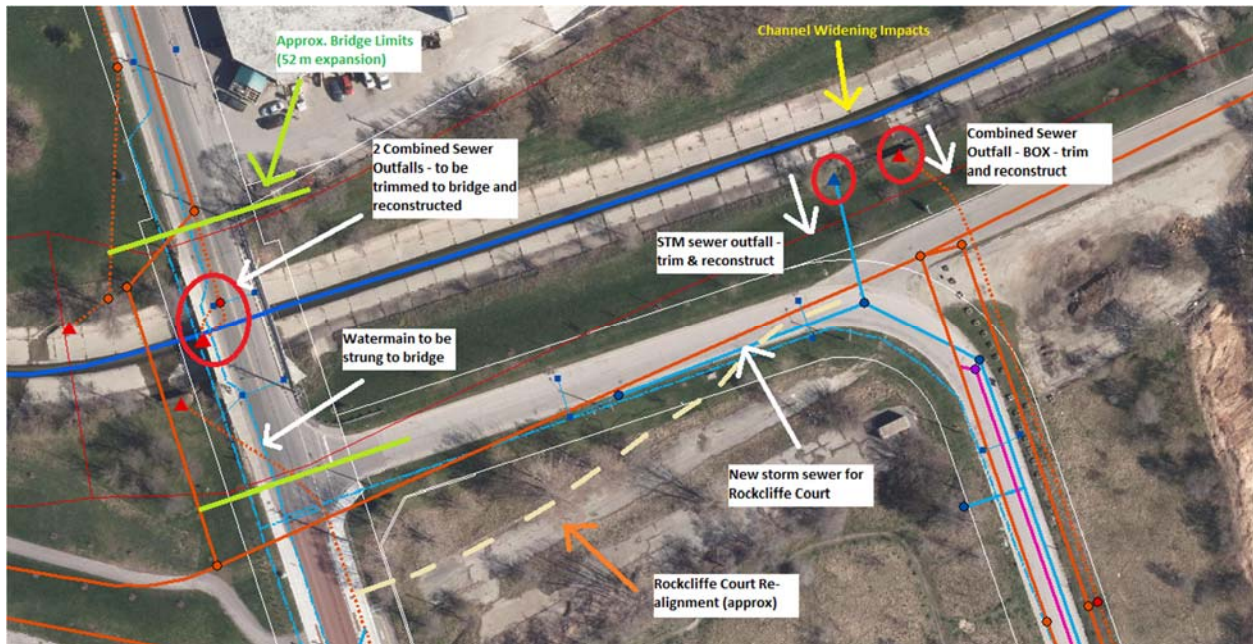 Approx. Bridge Limits
(52 m expansion)
Channel Widening Impacts
2 Combined Sewer
Outfalls - to be
trimmed to bridge and
reconstructed
Combined Sewer
Outfall - BOX - trim
and reconstruct
STM sewer outfall -
trim & reconstruct
Watermain to be
strung to bridge
New storm sewer for
Rockcliffe Court
Rockcliffe Court Re-
alignment (approx)